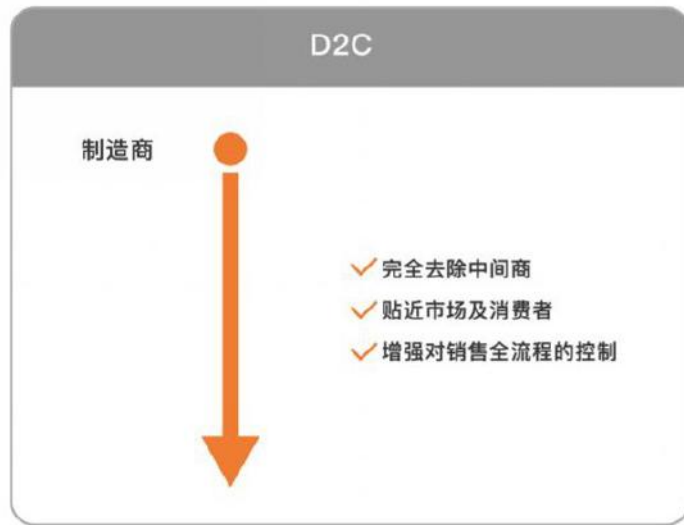 D2C
制造商
完全去除中间商
贴近市场及消费者
增强对销售全流程的控制